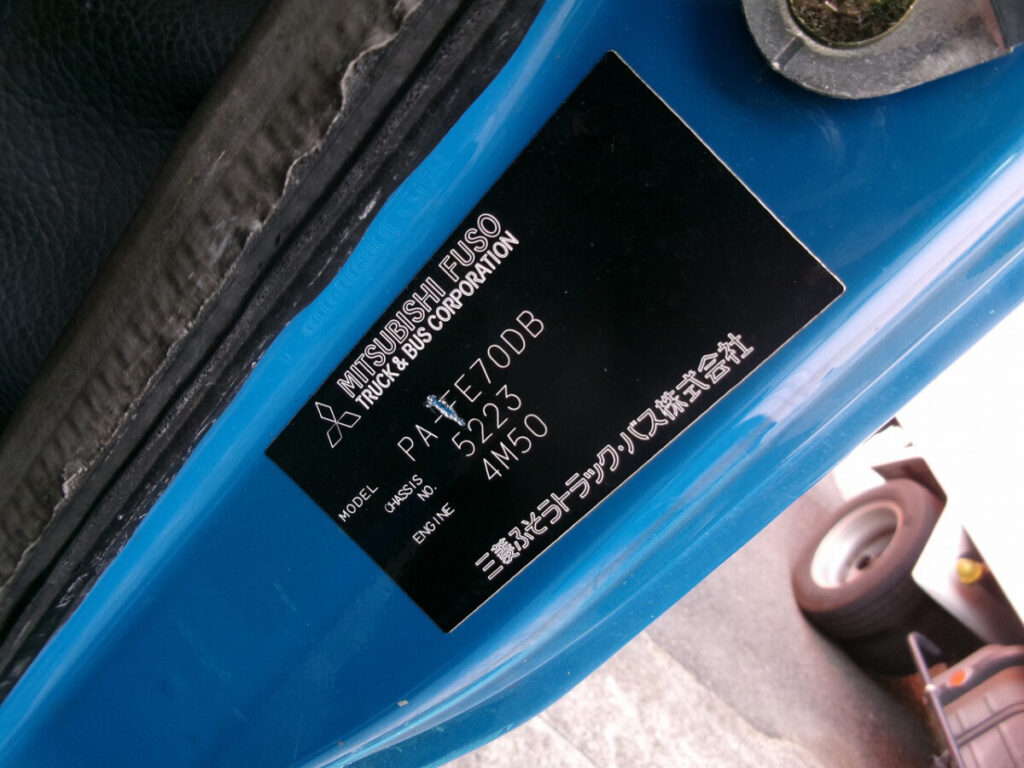 MITSUBISHI FUSO
TRUCK & BUS CORPORATION
MODEL PA-FE70DB
CHASSIS NO. 5223
ENGINE 4M50
三菱ふそうトラック・バス株式会社